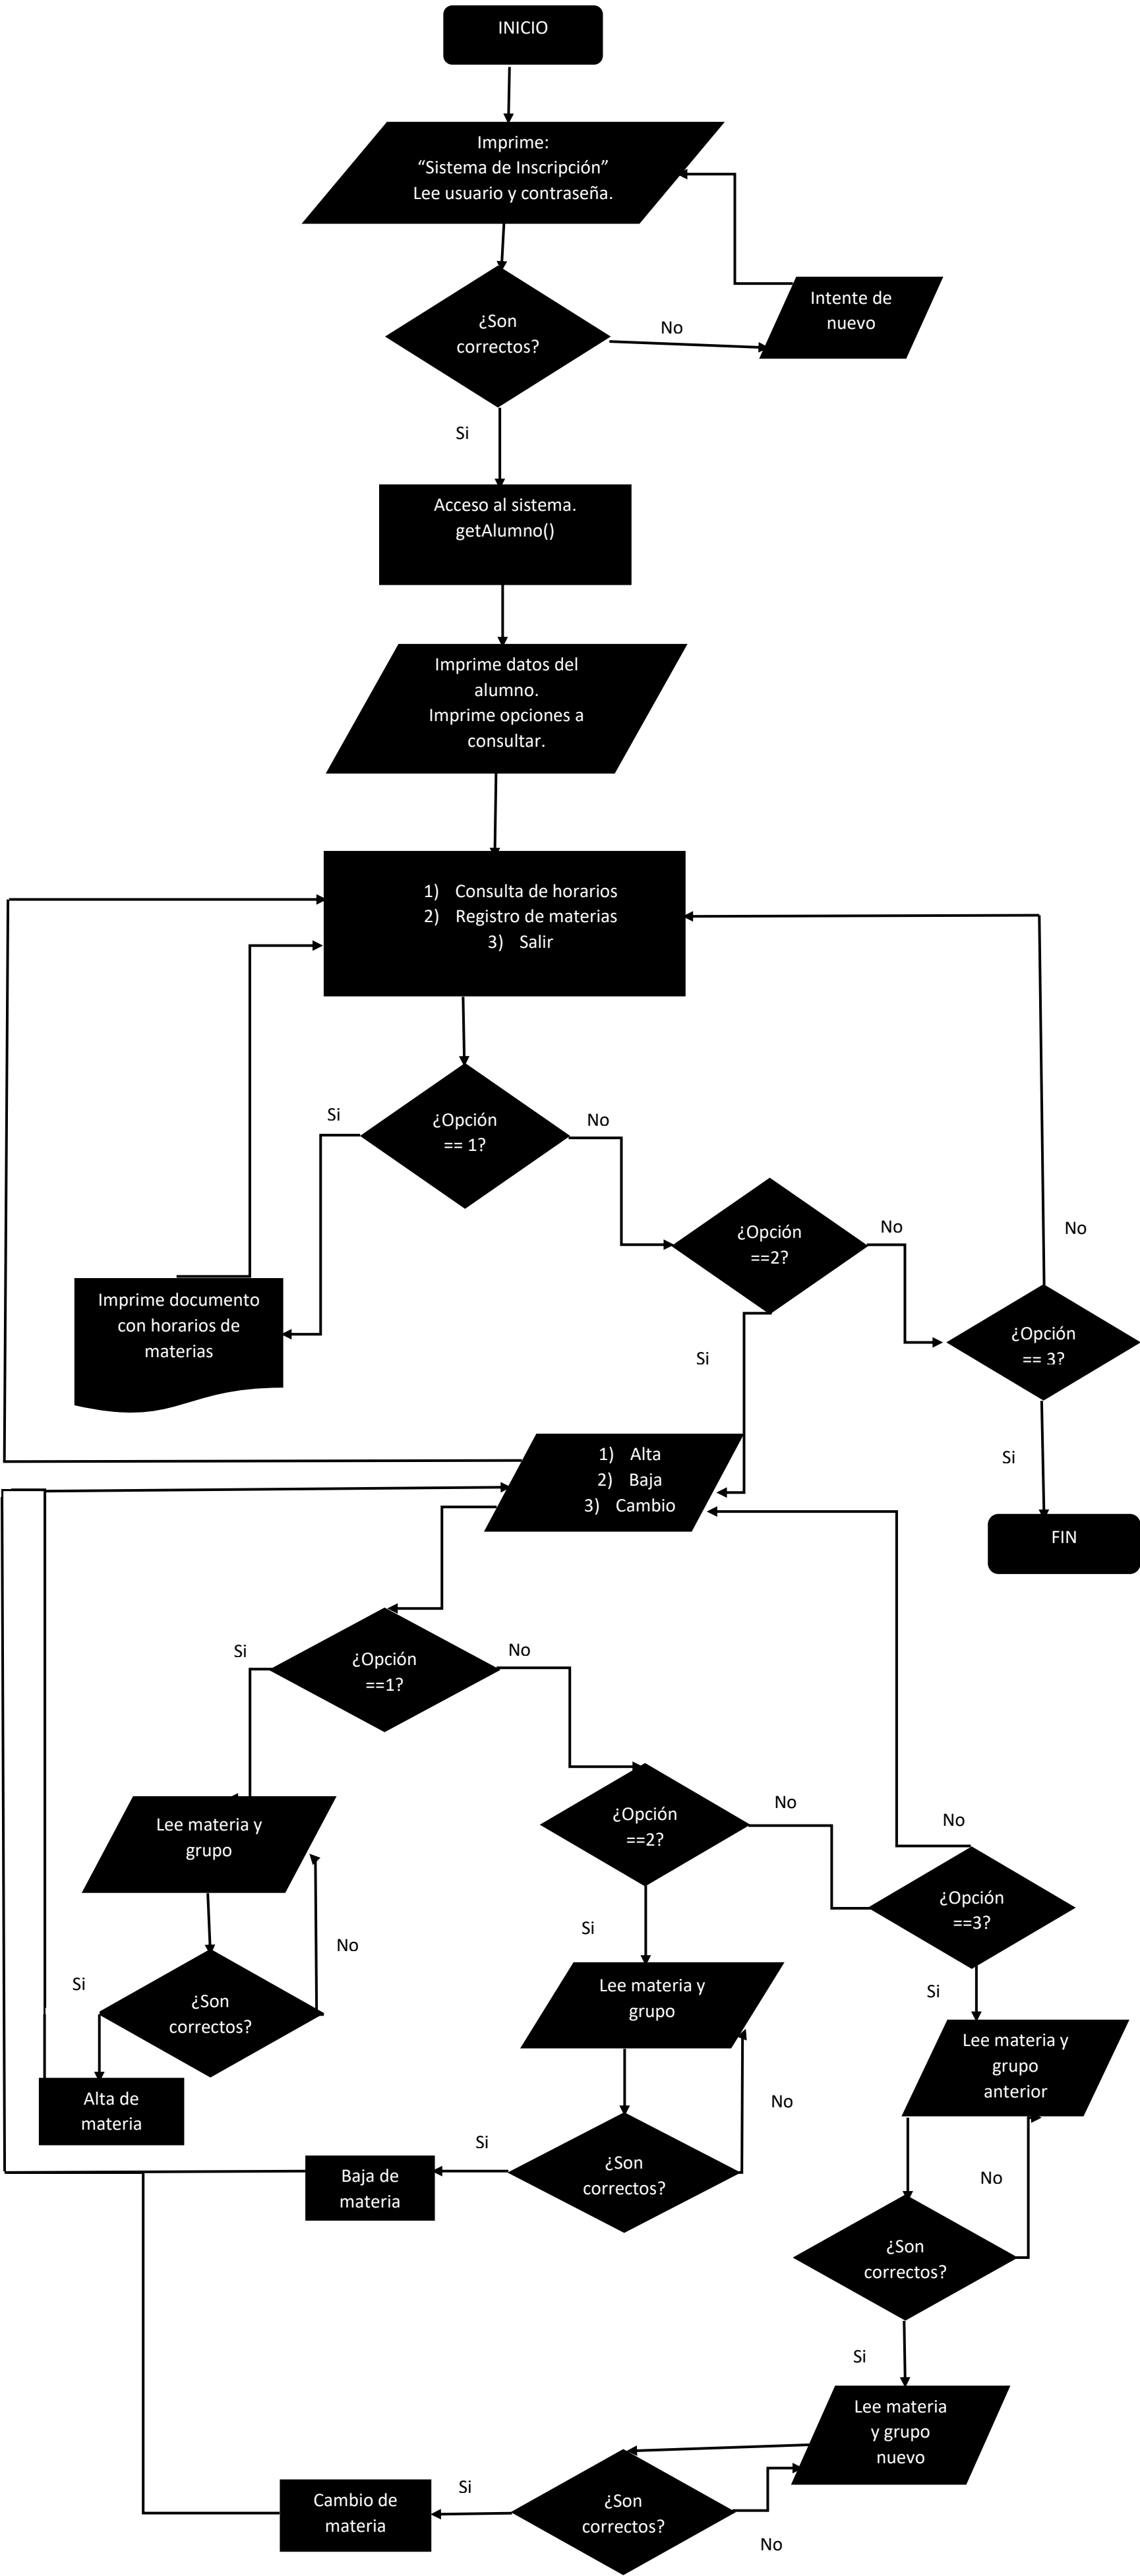 INICIO
Imprime:
“Sistema de Inscripción”
Lee usuario y contraseña.
Intente de
nuevo
¿Son
correctos?
No
Si
Acceso al sistema.
getAlumno()
Imprime datos del
alumno.
Imprime opciones a
consultar.
1) Consulta de horarios
2) Registro de materias
3) Salir
Si
¿Opción
== 1?
No
¿Opción
==2?
No
No
Imprime documento
con horarios de
materias
Si
¿Opción
== 3?
Si
1) Alta
2) Baja
3) Cambio
FIN
Si
¿Opción
==1?
No
¿Opción
==2?
No
No
Lee materia y
grupo
¿Opción
==3?
Si
No
Si
¿Son
correctos?
Lee materia y
grupo
Si
Lee materia y
grupo
anterior
Alta de
materia
No
Si
¿Son
correctos?
Baja de
materia
No
¿Son
correctos?
Si
Lee materia
y grupo
nuevo
Si
¿Son
correctos?
Cambio de
materia
No